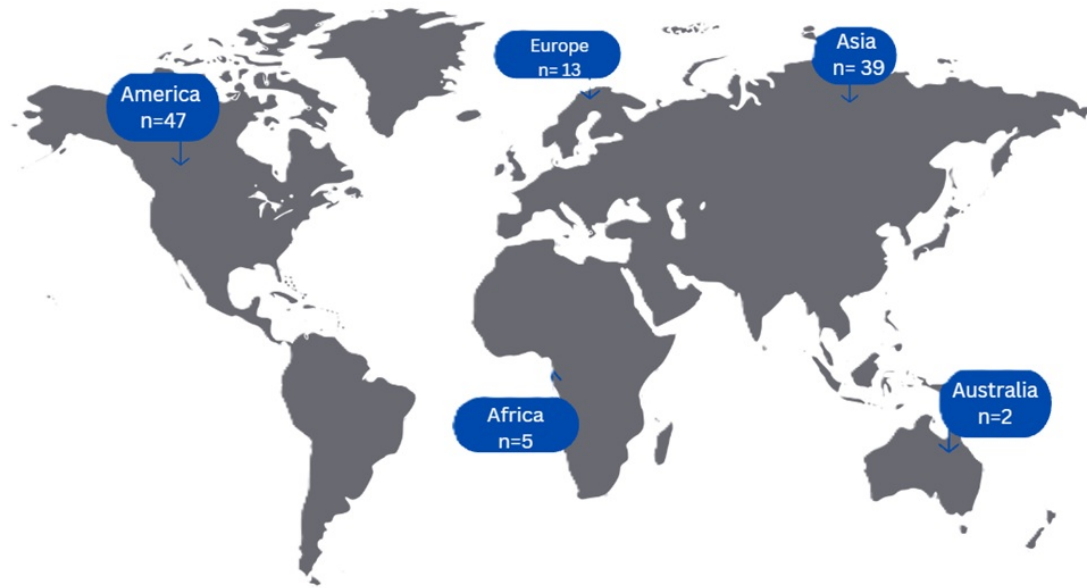 America
n=47
Europe
n= 13
Asia
n= 39
Africa
n=5
Australia
n=2